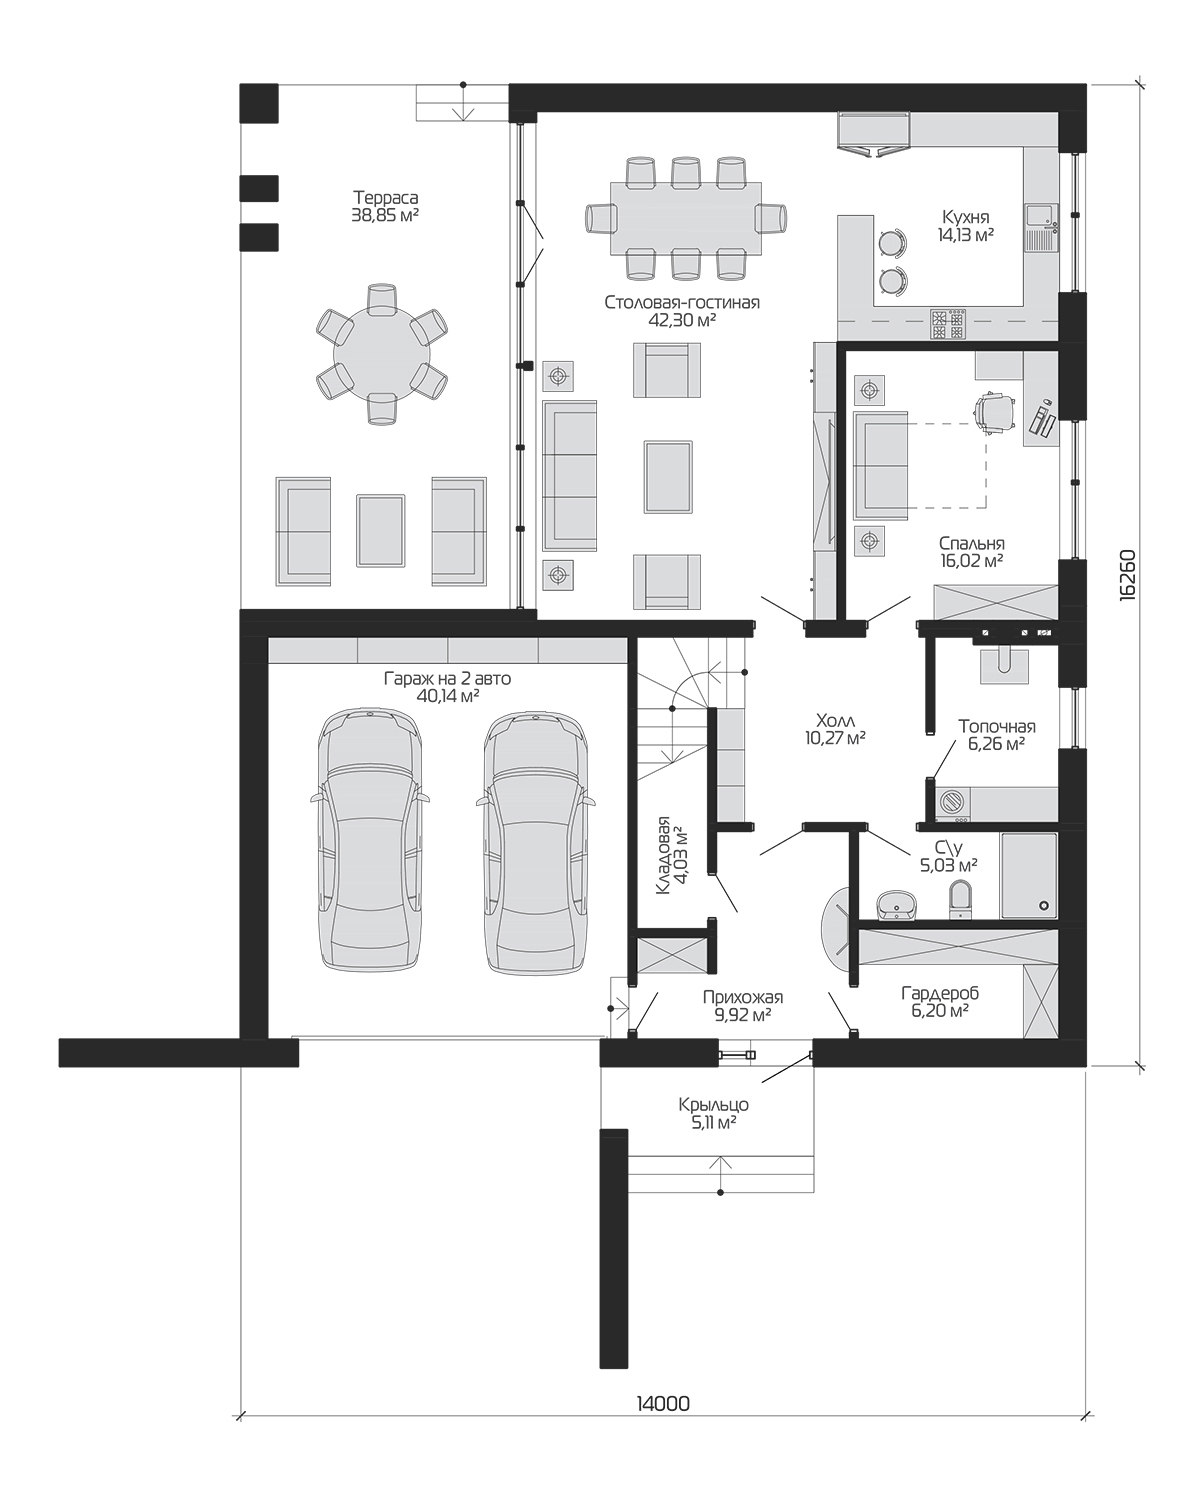 Терраса
38,85 м²
Кухня
14,13 м²
Столовая-гостиная
42,30 м²
Спальня
16,02 м²
16260
Гараж на 2 авто
40,14 м²
Холл
10,27 м²
Топочная
6,26 м²
Кладовая
4,03 м²
С\у
5,03 м²
Прихожая
9,92 м²
Гардероб
6,20 м²
Крыльцо
5,11 м²
14000